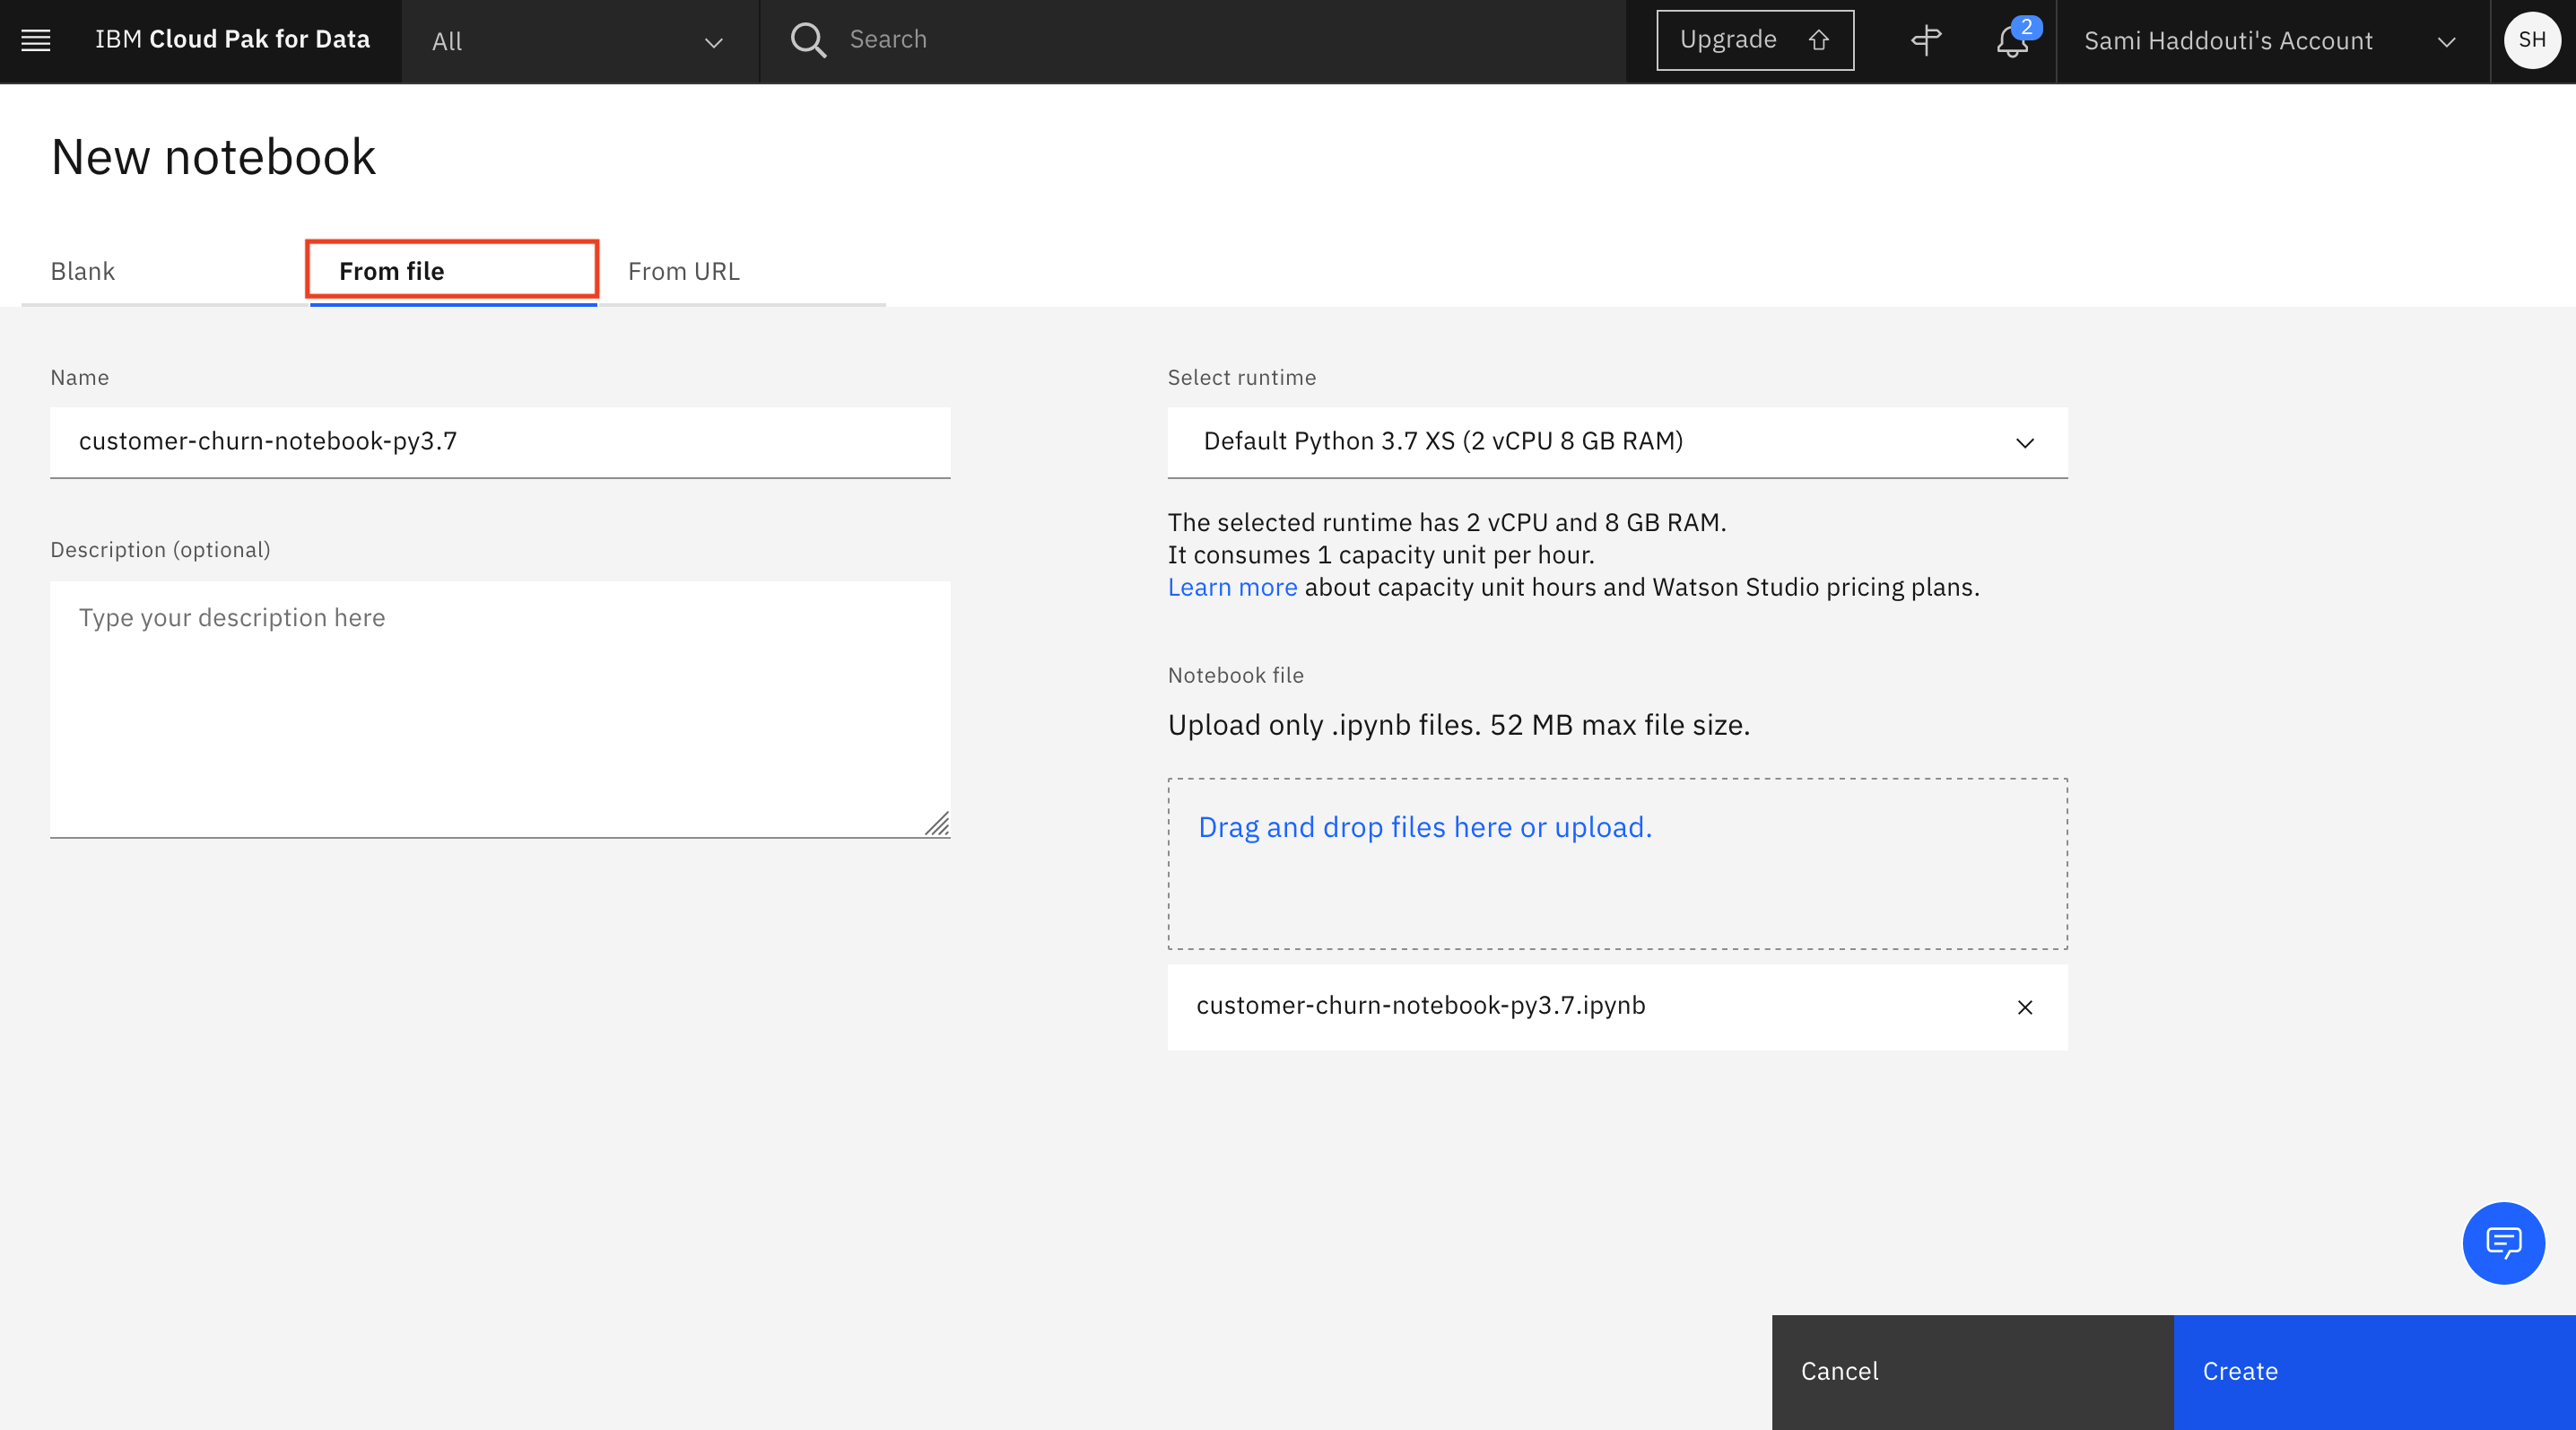 IBM Cloud Pak for Data
All
Search
Upgrade
2
Sami Haddouti's Account
SH
New notebook
Blank
From file
From URL
Name
customer-churn-notebook-py3.7
Description (optional)
Type your description here
Select runtime
Default Python 3.7 XS (2 vCPU 8 GB RAM)
The selected runtime has 2 vCPU and 8 GB RAM.
It consumes 1 capacity unit per hour.
Learn more about capacity unit hours and Watson Studio pricing plans.
Notebook file
Upload only .ipynb files. 52 MB max file size.
Drag and drop files here or upload.
customer-churn-notebook-py3.7.ipynb
Cancel
Create